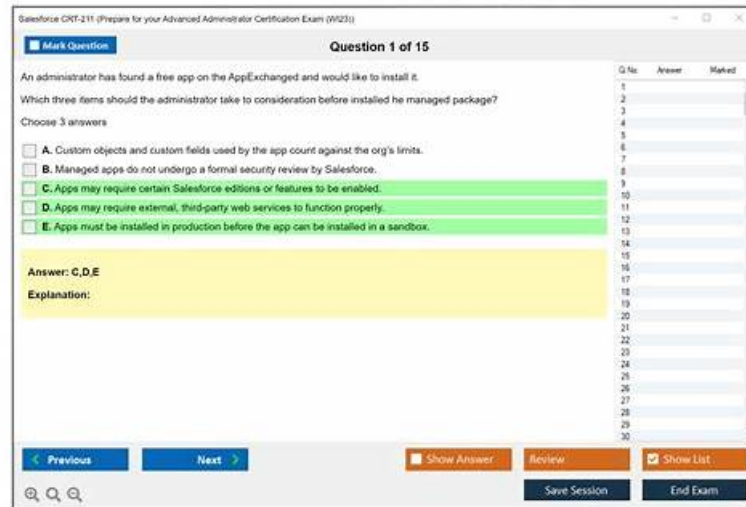 Salesforce CRT-211 (Prepare for your Advanced Administrator Certification Exam (WI23))
Mark Question
Question 1 of 15
An administrator has found a free app on the AppExchanged and would like to install it.
Which three items should the administrator take to consideration before installed he managed package?
Choose 3 answers
A. Custom objects and custom fields used by the app count against the org's limits.
B. Managed apps do not undergo a formal security review by Salesforce.
C. Apps may require certain Salesforce editions or features to be enabled.
D. Apps may require external, third-party web services to function properly.
E. Apps must be installed in production before the app can be installed in a sandbox.
Answer: C,D,E
Explanation:
Q.No Answer Marked
1
2
3
4
5
6
7
8
9
10
11
12
13
14
15
16
17
18
19
20
21
22
23
24
25
26
27
28
29
30
Previous Next Show Answer Review Show List
Save Session End Exam